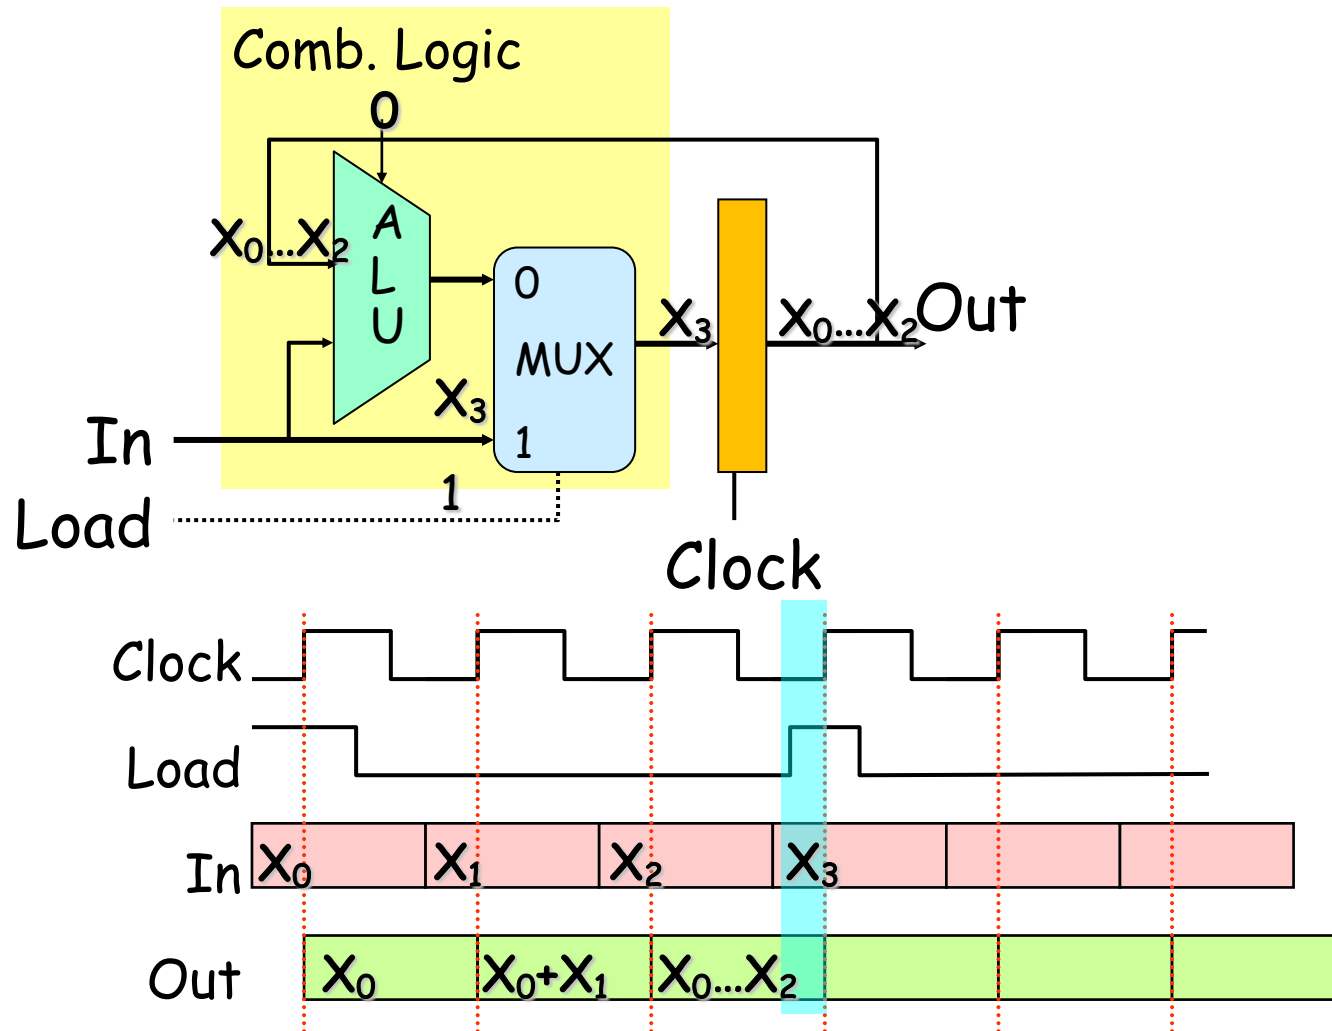 Comb. Logic
0
X₀...X₂
A
L
U
0
MUX
1
X₃
X₃
X₀...X₂
Out
In
1
Load
Clock
Clock
Load
In X₀ X₁ X₂ X₃
Out X₀ X₀+X₁ X₀...X₂